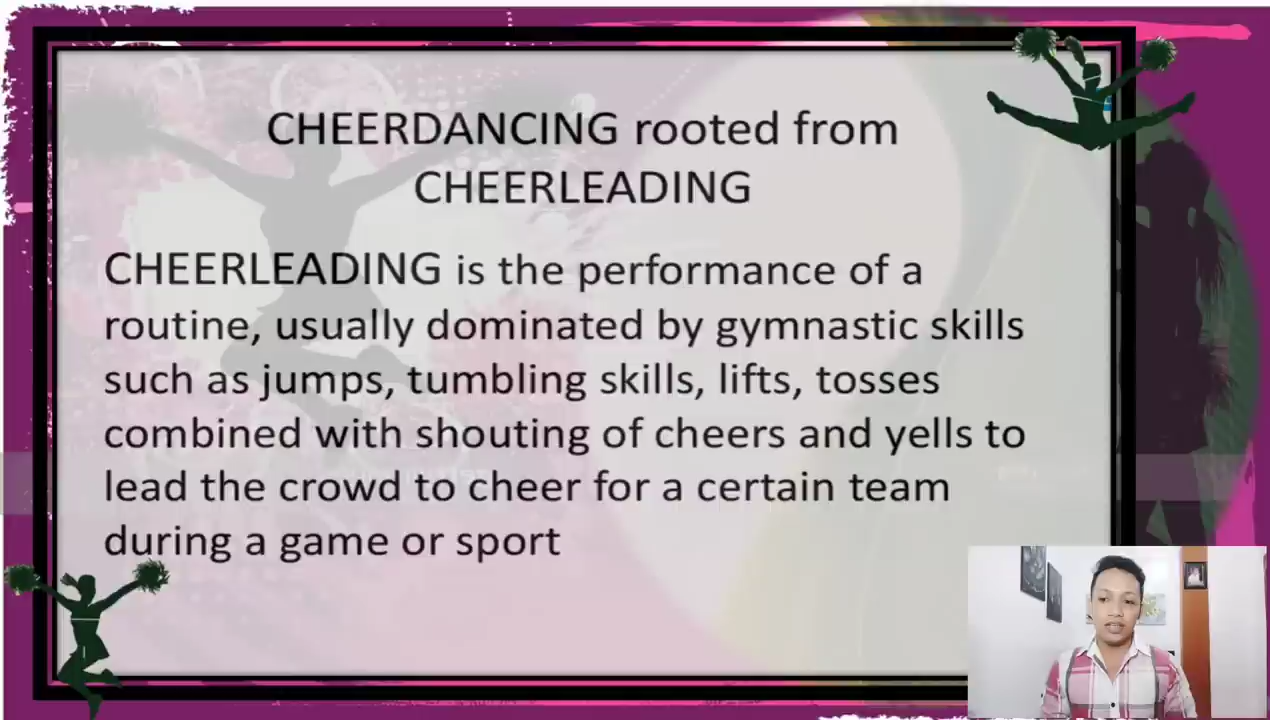 CHEERDANCING rooted from
CHEERLEADING
CHEERLEADING is the performance of a
routine, usually dominated by gymnastic skills
such as jumps, tumbling skills, lifts, tosses
combined with shouting of cheers and yells to
lead the crowd to cheer for a certain team
during a game or sport